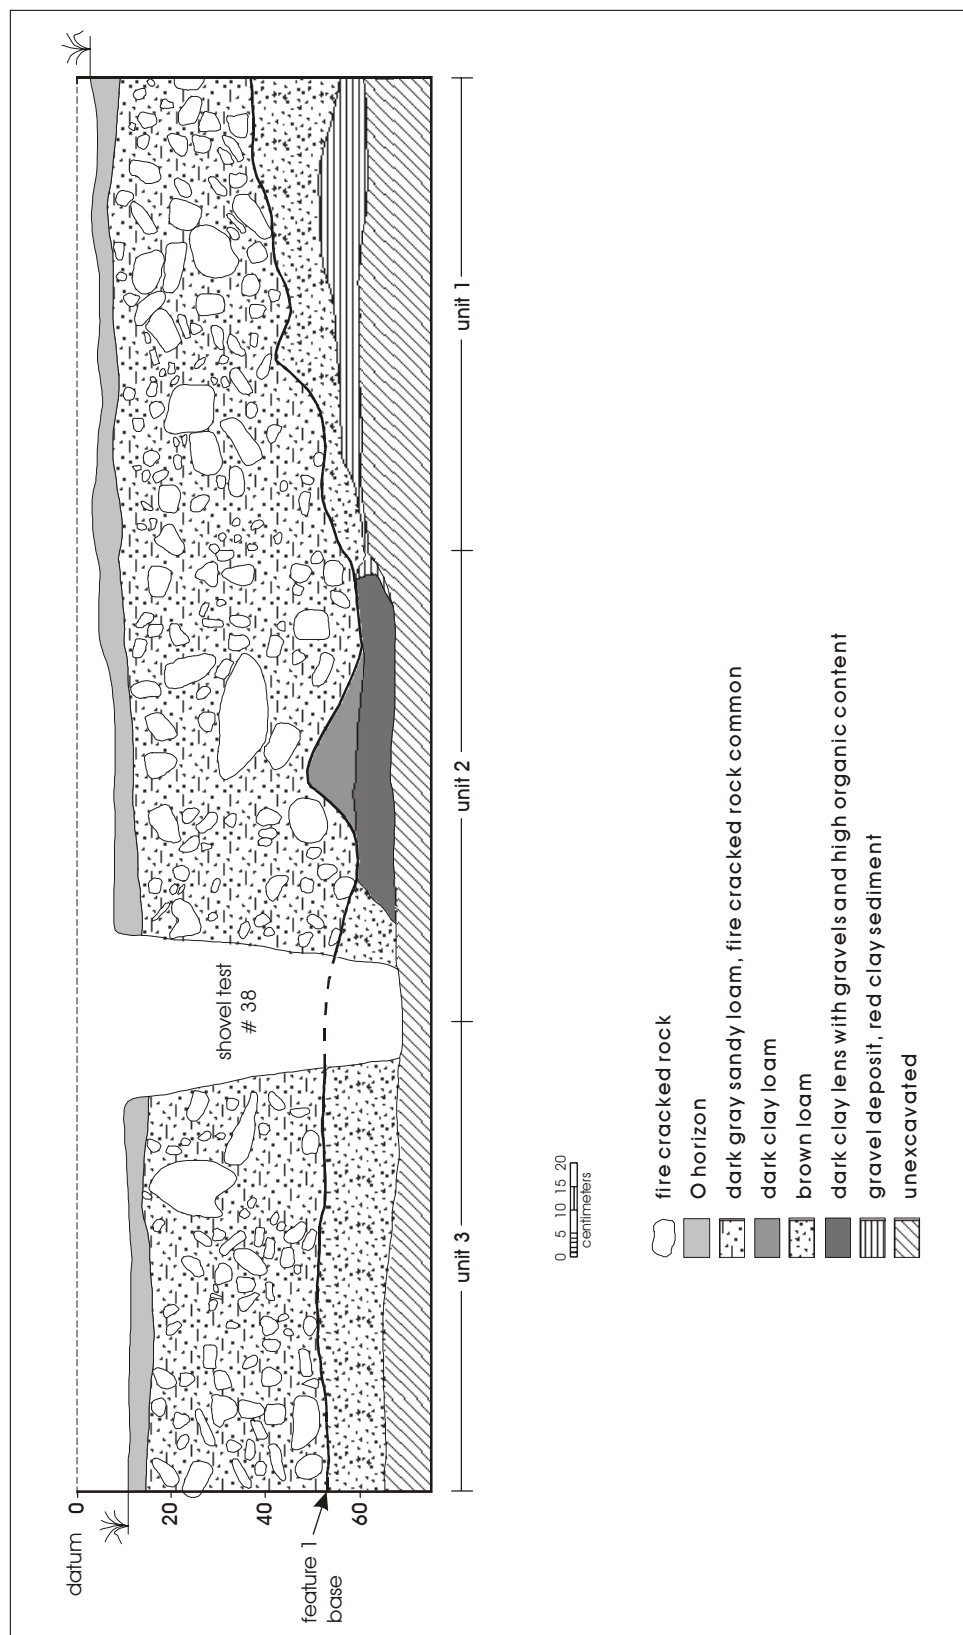 datum 0
20
40
60
feature 1
base
shovel test
# 38
unit 3
unit 2
unit 1
0 5 10 15 20
centimeters
fire cracked rock
O horizon
dark gray sandy loam, fire cracked rock common
dark clay loam
brown loam
dark clay lens with gravels and high organic content
gravel deposit, red clay sediment
unexcavated